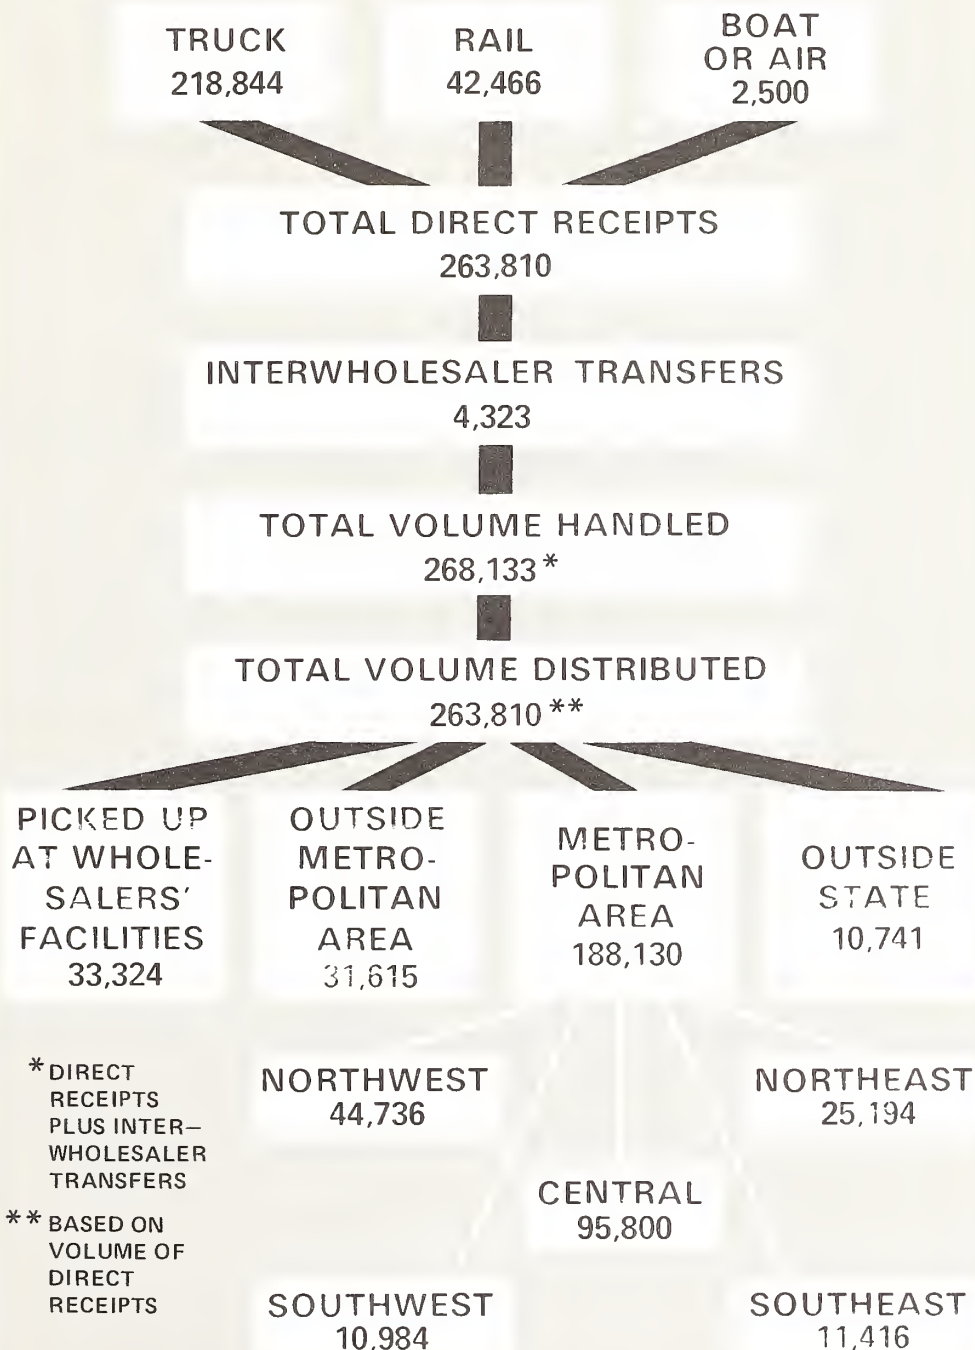 TRUCK
218,844
RAIL
42,466
BOAT
OR AIR
2,500
TOTAL DIRECT RECEIPTS
263,810
INTERWHOLESALER TRANSFERS
4,323
TOTAL VOLUME HANDLED
268,133*
TOTAL VOLUME DISTRIBUTED
263,810**
PICKED UP
AT WHOLE-
SALERS'
FACILITIES
33,324
OUTSIDE
METRO-
POLITAN
AREA
31,615
METRO-
POLITAN
AREA
188,130
OUTSIDE
STATE
10,741
NORTHWEST
44,736
NORTHEAST
25,194
CENTRAL
95,800
SOUTHWEST
10,984
SOUTHEAST
11,416
*DIRECT
RECEIPTS
PLUS INTER–
WHOLESALER
TRANSFERS
**BASED ON
VOLUME OF
DIRECT
RECEIPTS